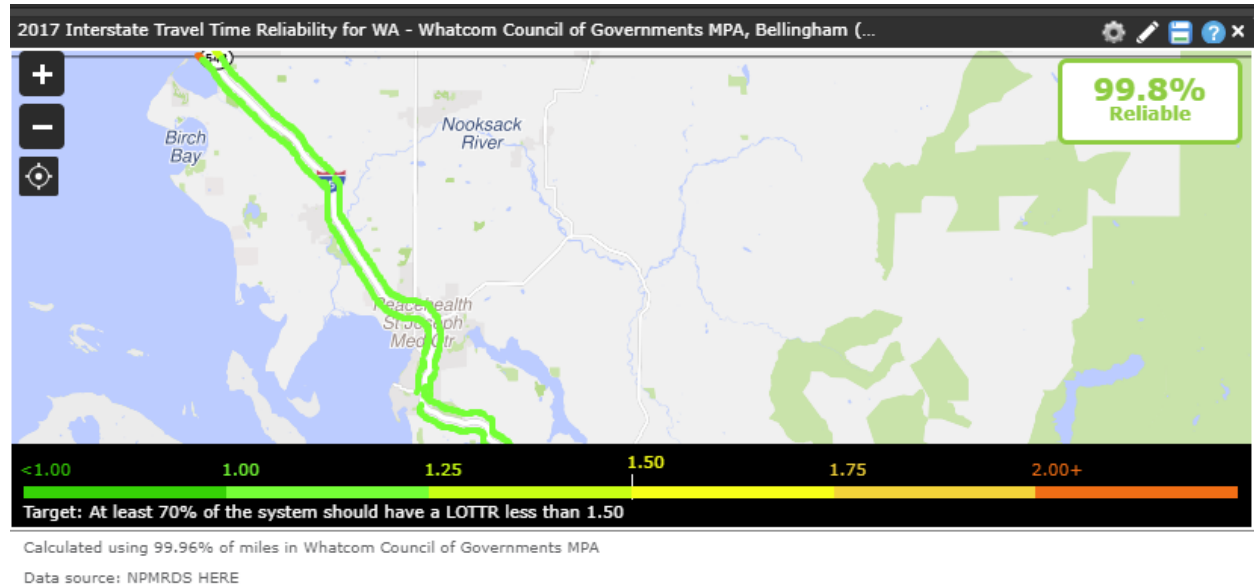 2017 Interstate Travel Time Reliability for WA - Whatcom Council of Governments MPA, Bellingham (...
99.8%
Reliable
Nooksack
River
Birch
Bay
Peacehealth
St Joseph
Med Ctr
<1.00 1.00 1.25 1.50 1.75 2.00+
Target: At least 70% of the system should have a LOTTR less than 1.50
Calculated using 99.96% of miles in Whatcom Council of Governments MPA
Data source: NPMRDS HERE